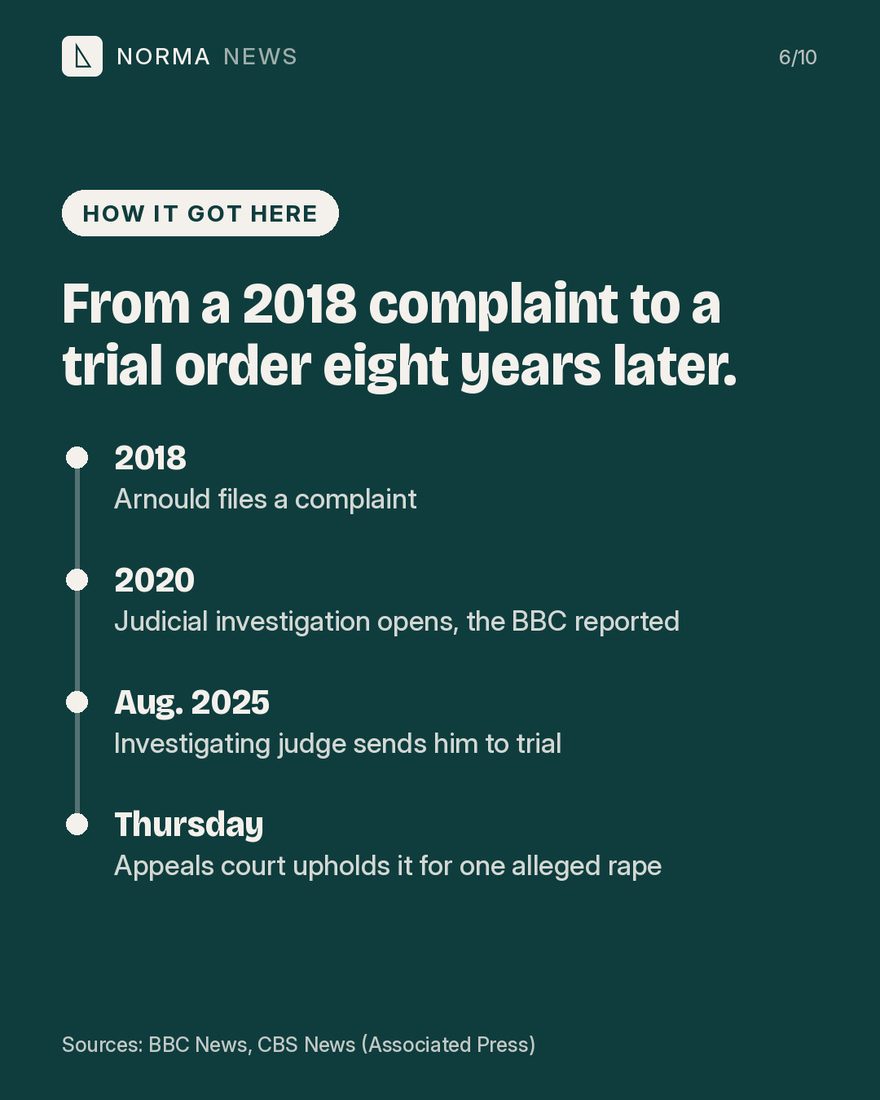 NORMA NEWS
6/10
HOW IT GOT HERE
From a 2018 complaint to a
trial order eight years later.
2018
Arnould files a complaint
2020
Judicial investigation opens, the BBC reported
Aug. 2025
Investigating judge sends him to trial
Thursday
Appeals court upholds it for one alleged rape
Sources: BBC News, CBS News (Associated Press)